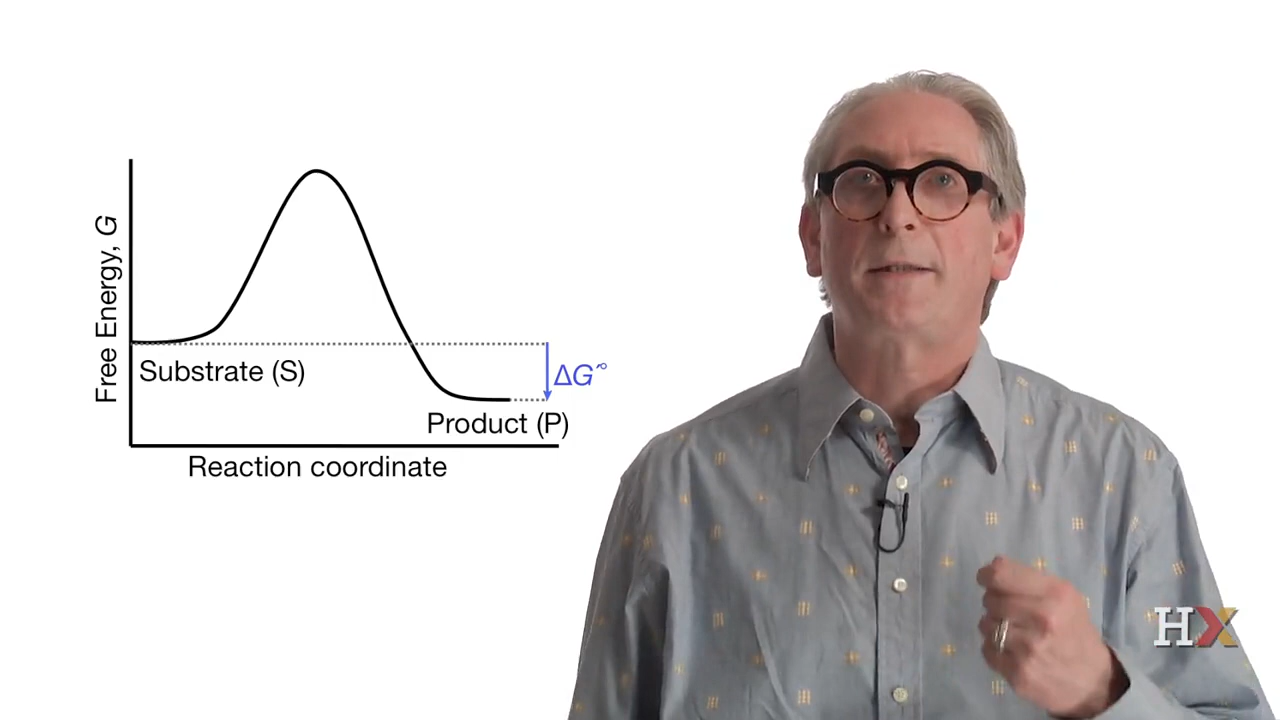 Free Energy, G
Substrate (S)
ΔG′°
Product (P)
Reaction coordinate
HX